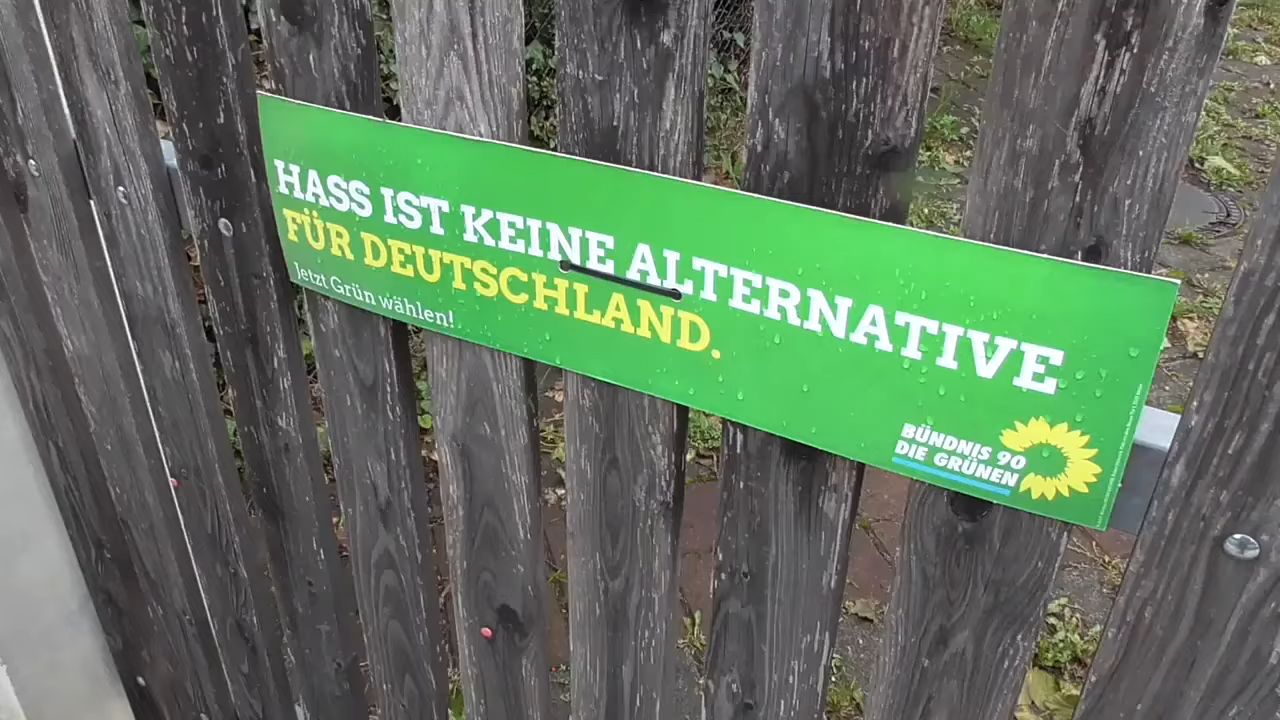 HASS IST KEINE ALTERNATIVE
FÜR DEUTSCHLAND.
Jetzt Grün wählen!
BÜNDNIS 90
DIE GRÜNEN